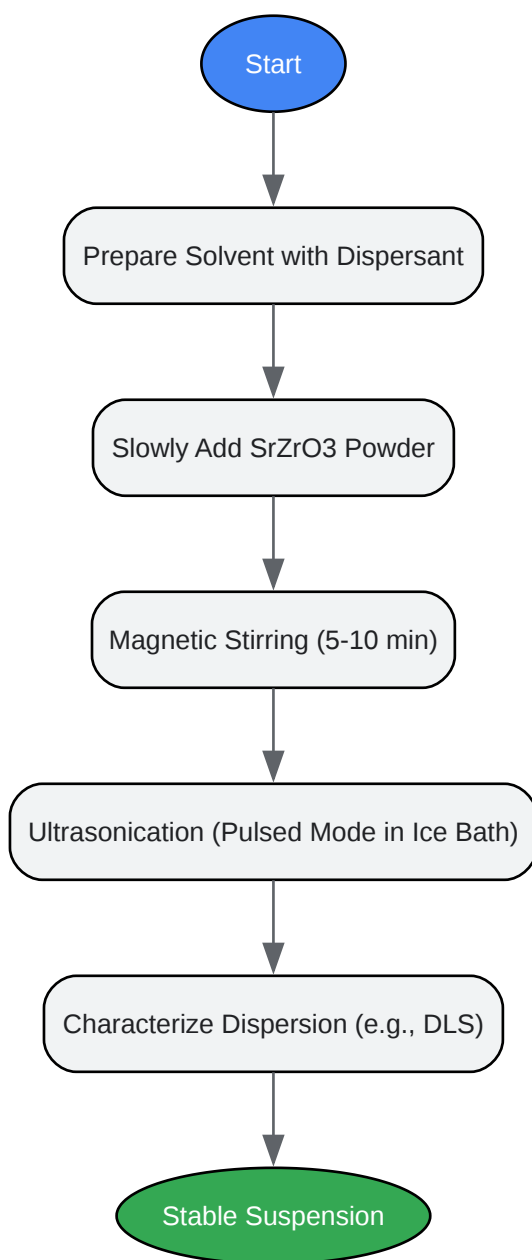 Start
Prepare Solvent with Dispersant
Slowly Add SrZrO3 Powder
Magnetic Stirring (5-10 min)
Ultrasonication (Pulsed Mode in Ice Bath)
Characterize Dispersion (e.g., DLS)
Stable Suspension